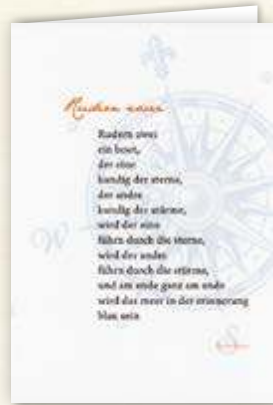 Rudern zwei
Rudern zwei
ein boot,
der eine
kundig der sterne,
der andre
kundig der stürme,
wird der eine
führn durch die sterne,
wird der andre
führn durch die stürme,
und am ende ganz am ende
wird das meer in der erinnerung
blau sein
W
S